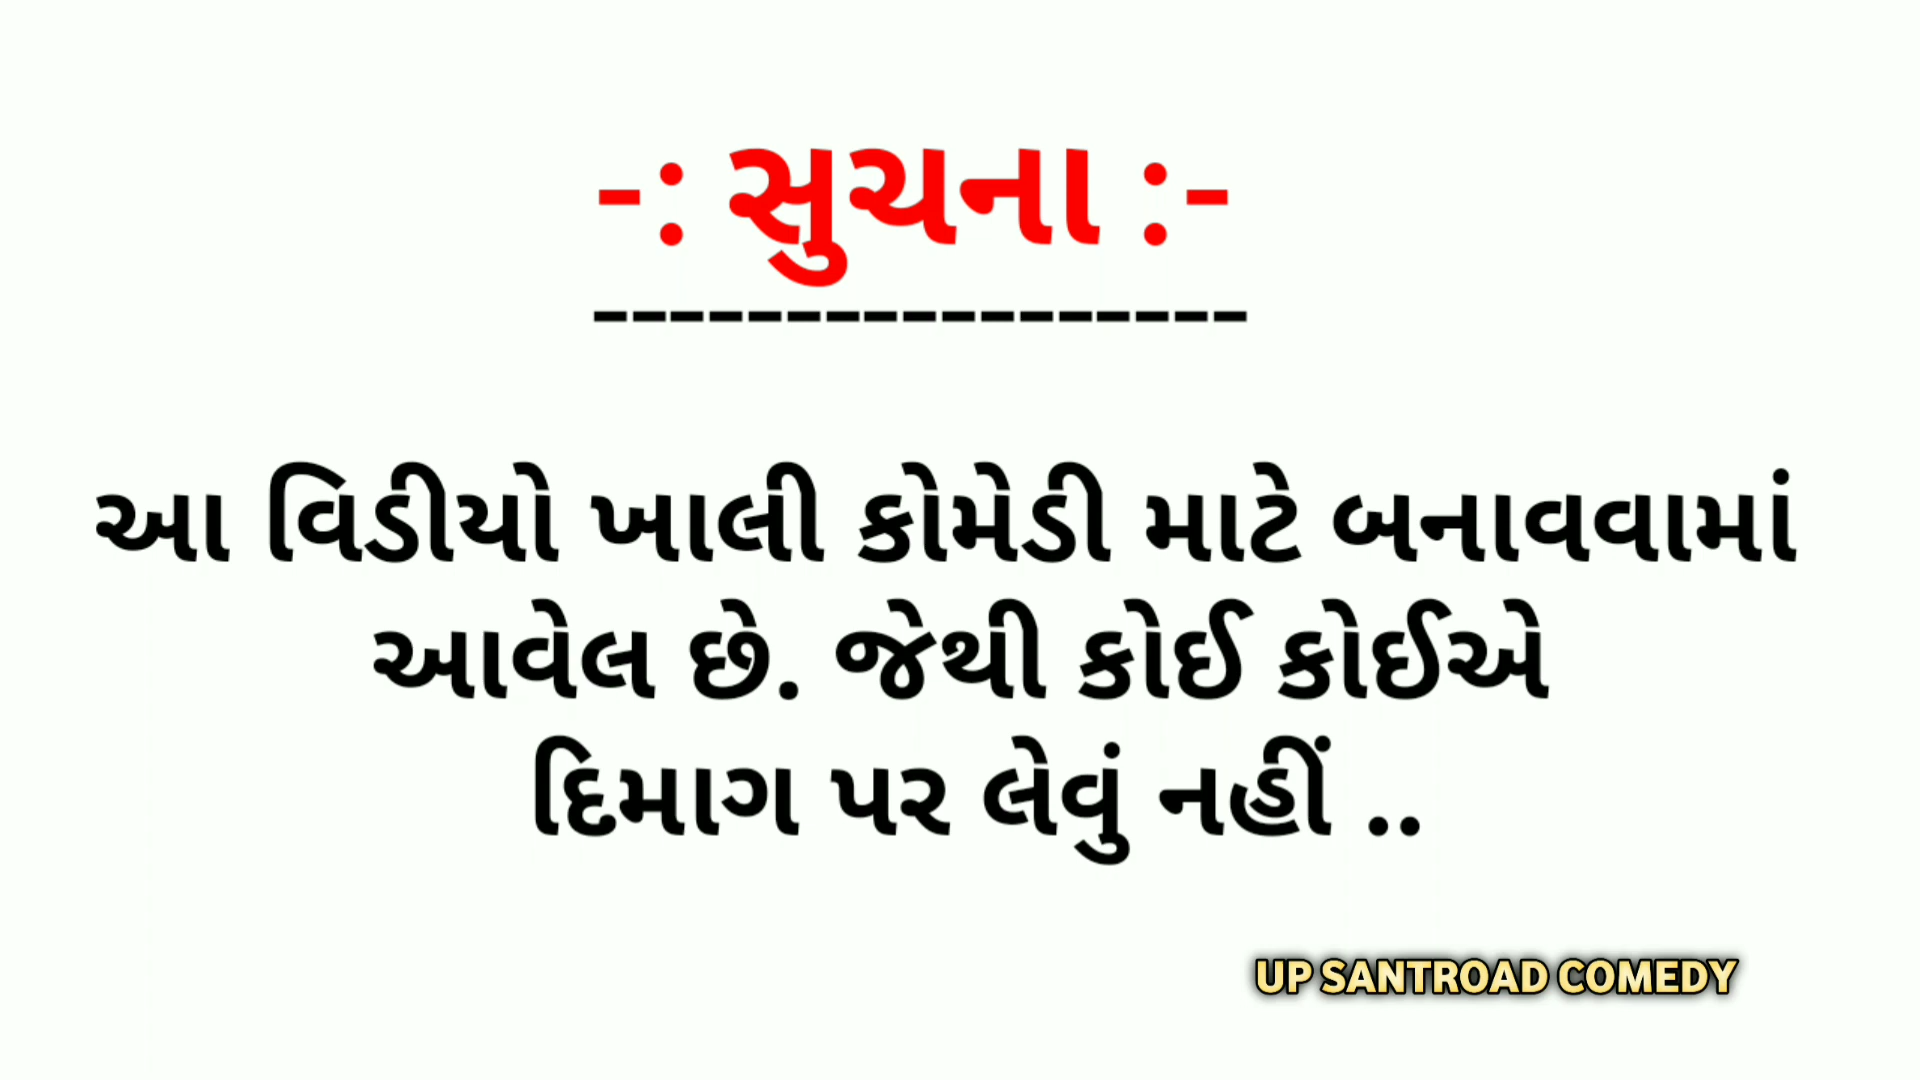 -: સુચના :-
-----------------
આ વિડીયો ખાલી કોમેડી માટે બનાવવામાં
આવેલ છે. જેથી કોઈ કોઈએ
દિમાગ પર લેવું નહીં ..
UP SANTROAD COMEDY